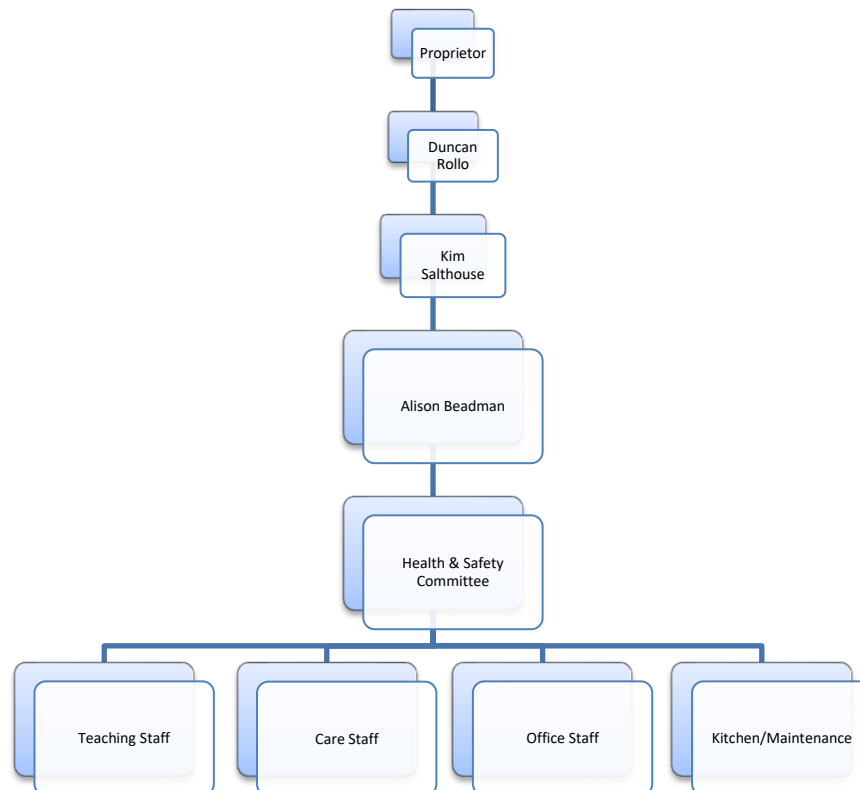 Proprietor
Duncan
Rollo
Kim
Salthouse
Alison Beadman
Health & Safety
Committee
Teaching Staff
Care Staff
Office Staff
Kitchen/Maintenance